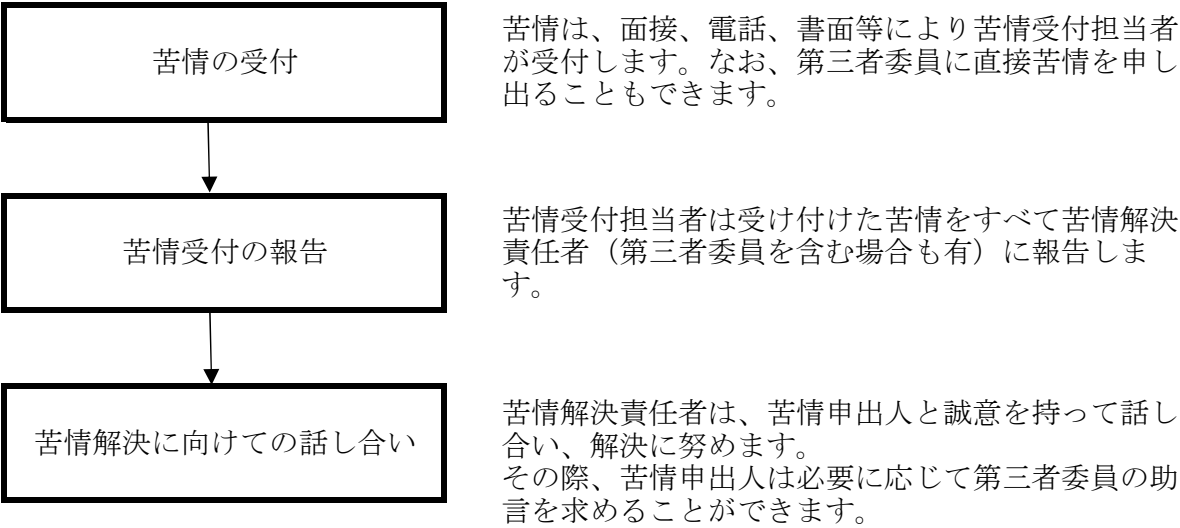 苦情の受付
苦情は、面接、電話、書面等により苦情受付担当者
が受付します。なお、第三者委員に直接苦情を申し
出ることもできます。
苦情受付の報告
苦情受付担当者は受け付けた苦情をすべて苦情解決
責任者（第三者委員を含む場合も有）に報告しま
す。
苦情解決に向けての話し合い
苦情解決責任者は、苦情申出人と誠意を持って話し
合い、解決に努めます。
その際、苦情申出人は必要に応じて第三者委員の助
言を求めることができます。